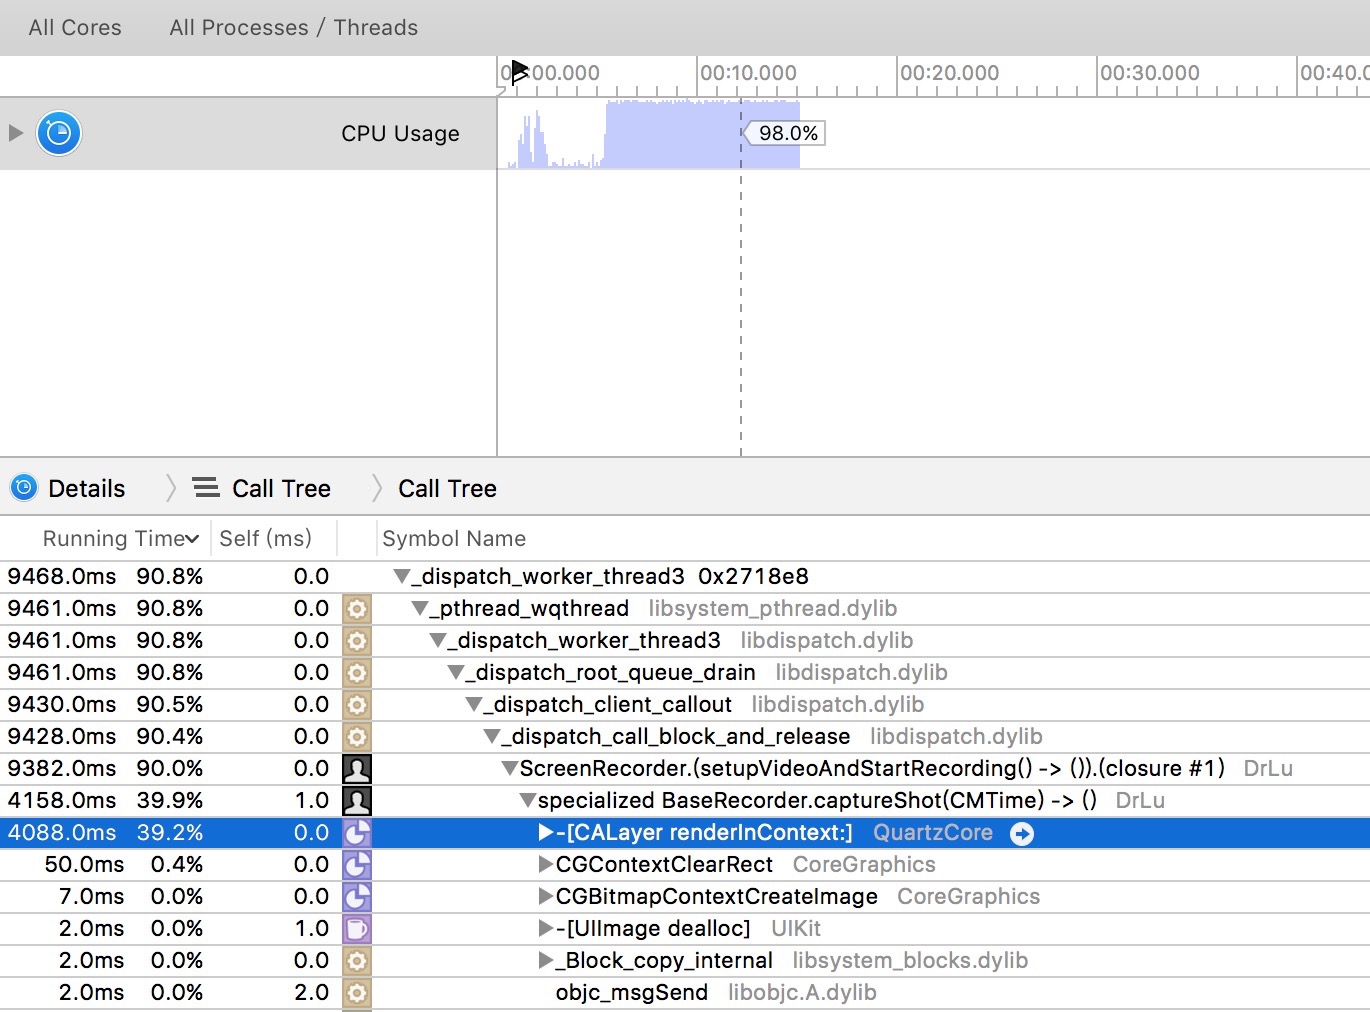 All Cores All Processes / Threads
00:00.000 00:10.000 00:20.000 00:30.000 00:40.0
CPU Usage 98.0%
Details Call Tree Call Tree
Running Time Self (ms) Symbol Name
9468.0ms 90.8% 0.0 _dispatch_worker_thread3 0x2718e8
9461.0ms 90.8% 0.0 _pthread_wqthread libsystem_pthread.dylib
9461.0ms 90.8% 0.0 _dispatch_worker_thread3 libdispatch.dylib
9461.0ms 90.8% 0.0 _dispatch_root_queue_drain libdispatch.dylib
9430.0ms 90.5% 0.0 _dispatch_client_callout libdispatch.dylib
9428.0ms 90.4% 0.0 _dispatch_call_block_and_release libdispatch.dylib
9382.0ms 90.0% 0.0 ScreenRecorder.(setupVideoAndStartRecording() -> ()).(closure #1) DrLu
4158.0ms 39.9% 1.0 specialized BaseRecorder.captureShot(CMTime) -> () DrLu
4088.0ms 39.2% 0.0 -[CALayer renderInContext:] QuartzCore
50.0ms 0.4% 0.0 CGContextClearRect CoreGraphics
7.0ms 0.0% 0.0 CGBitmapContextCreateImage CoreGraphics
2.0ms 0.0% 1.0 -[UIImage dealloc] UIKit
2.0ms 0.0% 0.0 _Block_copy_internal libsystem_blocks.dylib
2.0ms 0.0% 2.0 objc_msgSend libobjc.A.dylib